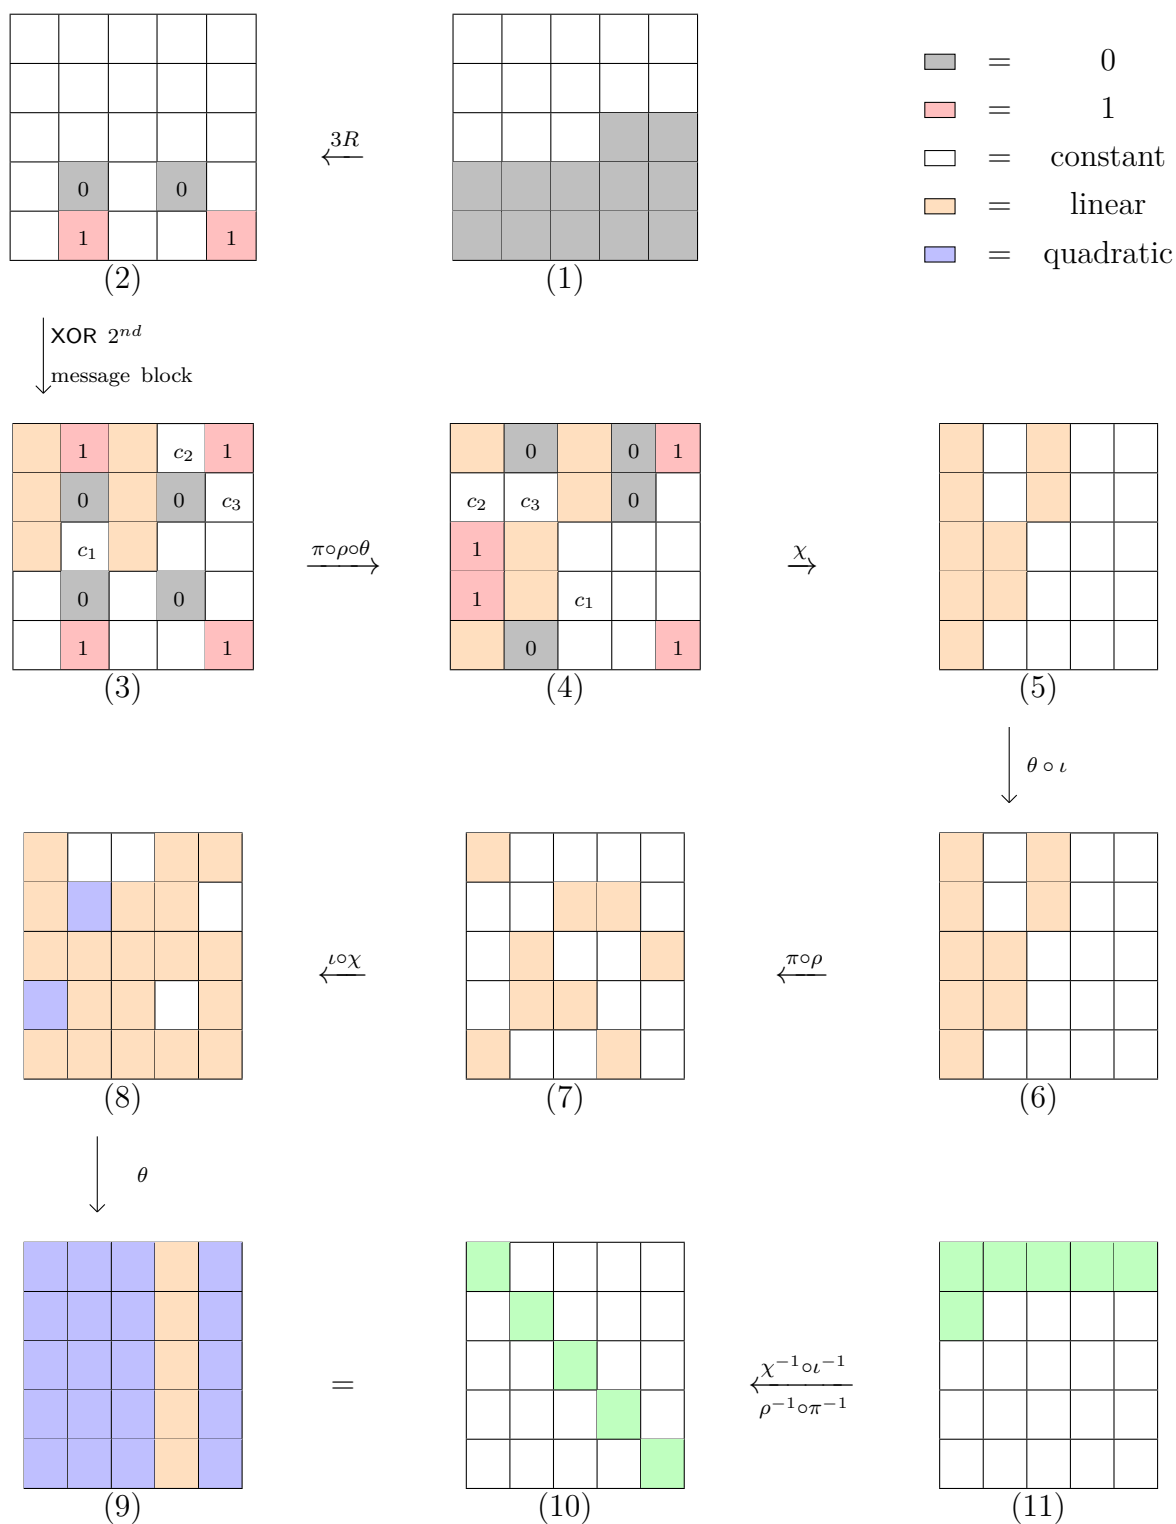 3R
= 0
= 1
= constant
= linear
= quadratic
0 0
1 1
(2) (1)
XOR 2nd
message block
1 c2 1
0 0 c3
c1
0 0
1 1
(3)
π∘ρ∘θ
0 0 1
c2 c3 0
1
1 c1
0 1
(4)
χ
(5)
θ ∘ ι
ι∘χ
π∘ρ
(8) (7) (6)
θ
=
χ−1∘ι−1
ρ−1∘π−1
(9) (10) (11)